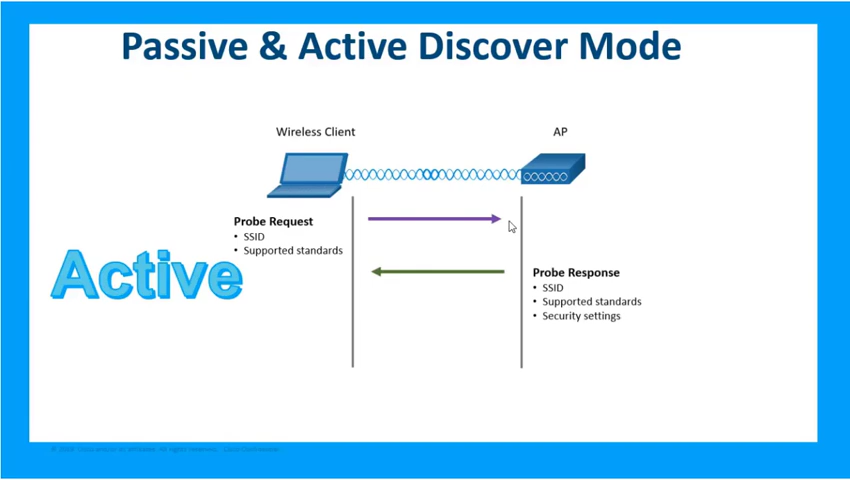 Passive & Active Discover Mode
Wireless Client
AP
Probe Request
• SSID
• Supported standards
Active
Probe Response
• SSID
• Supported standards
• Security settings